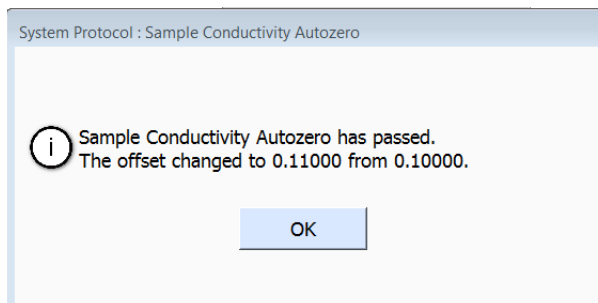 System Protocol : Sample Conductivity Autozero
Sample Conductivity Autozero has passed.
The offset changed to 0.11000 from 0.10000.
OK